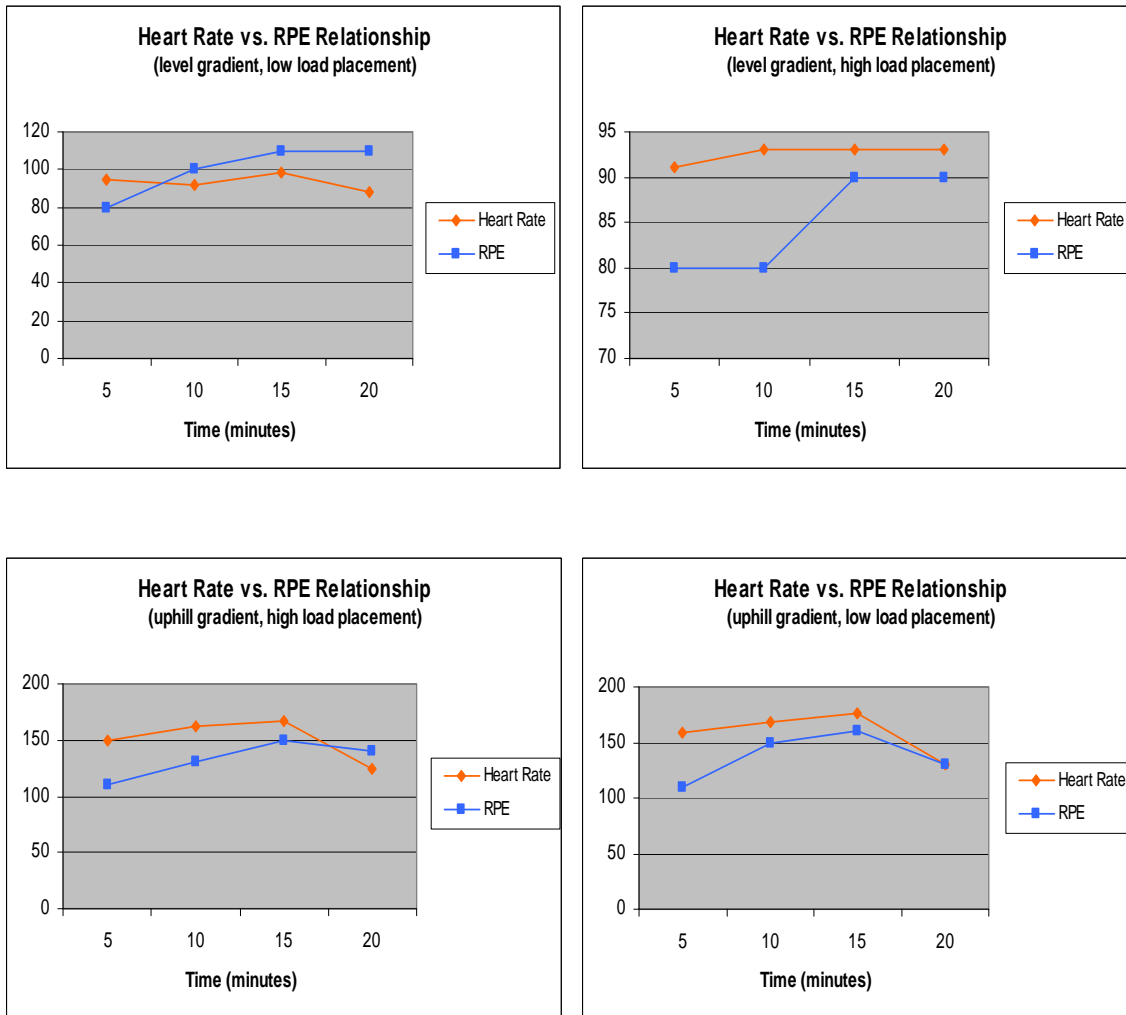 Heart Rate vs. RPE Relationship
(level gradient, low load placement)
120
100
80
60
40
20
0
5 10 15 20
Time (minutes)
Heart Rate
RPE
Heart Rate vs. RPE Relationship
(level gradient, high load placement)
95
90
85
80
75
70
5 10 15 20
Time (minutes)
Heart Rate
RPE
Heart Rate vs. RPE Relationship
(uphill gradient, high load placement)
200
150
100
50
0
5 10 15 20
Time (minutes)
Heart Rate
RPE
Heart Rate vs. RPE Relationship
(uphill gradient, low load placement)
200
150
100
50
0
5 10 15 20
Time (minutes)
Heart Rate
RPE